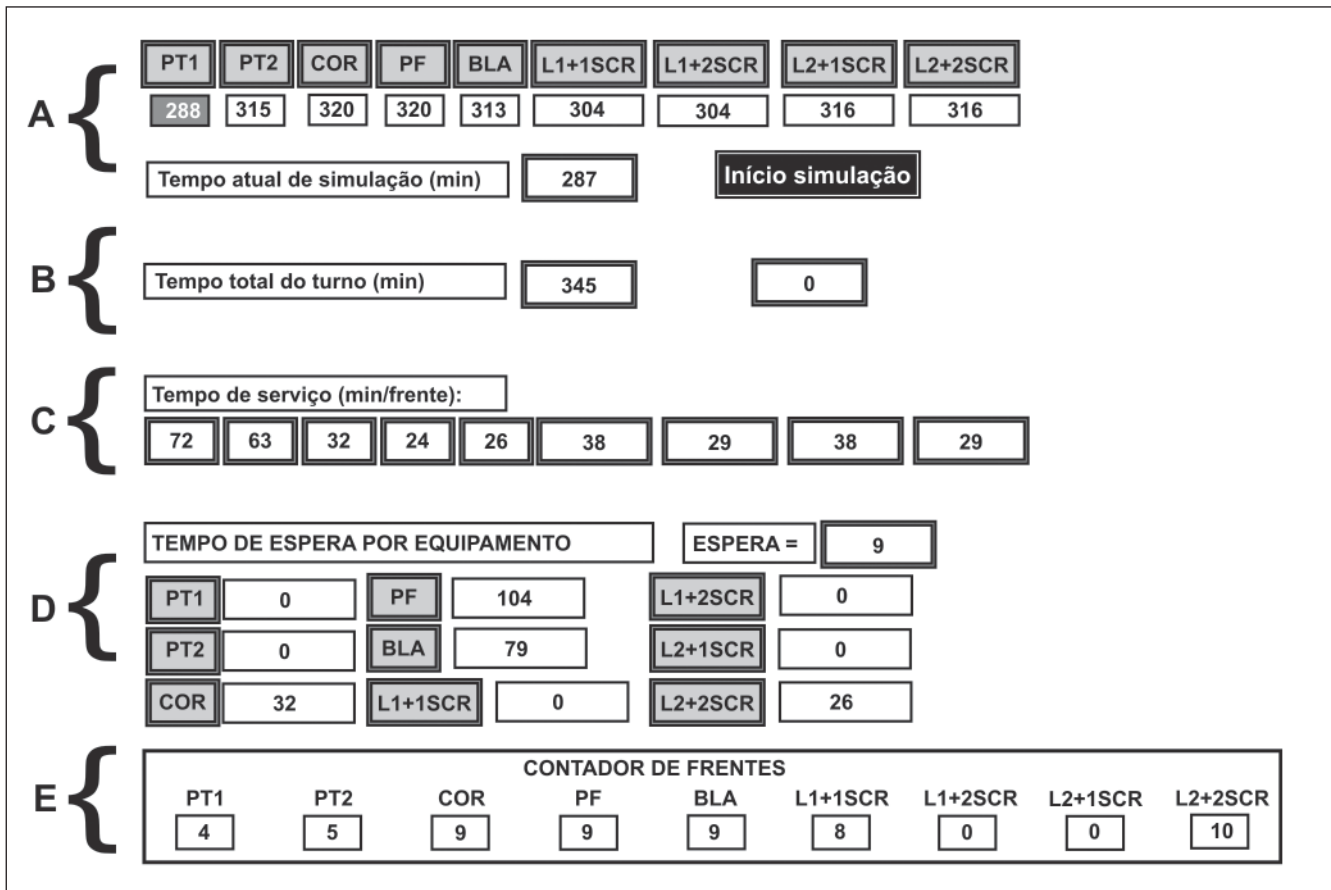 PT1 PT2 COR PF BLA L1+1SCR L1+2SCR L2+1SCR L2+2SCR
A
288 315 320 320 313 304 304 316 316
Tempo atual de simulação (min) 287 Início simulação
B
Tempo total do turno (min) 345 0
Tempo de serviço (min/frente):
C
72 63 32 24 26 38 29 38 29
TEMPO DE ESPERA POR EQUIPAMENTO ESPERA = 9
D
PT1 0 PF 104 L1+2SCR 0
PT2 0 BLA 79 L2+1SCR 0
COR 32 L1+1SCR 0 L2+2SCR 26
CONTADOR DE FRENTES
E
PT1 PT2 COR PF BLA L1+1SCR L1+2SCR L2+1SCR L2+2SCR
4 5 9 9 9 8 0 0 10